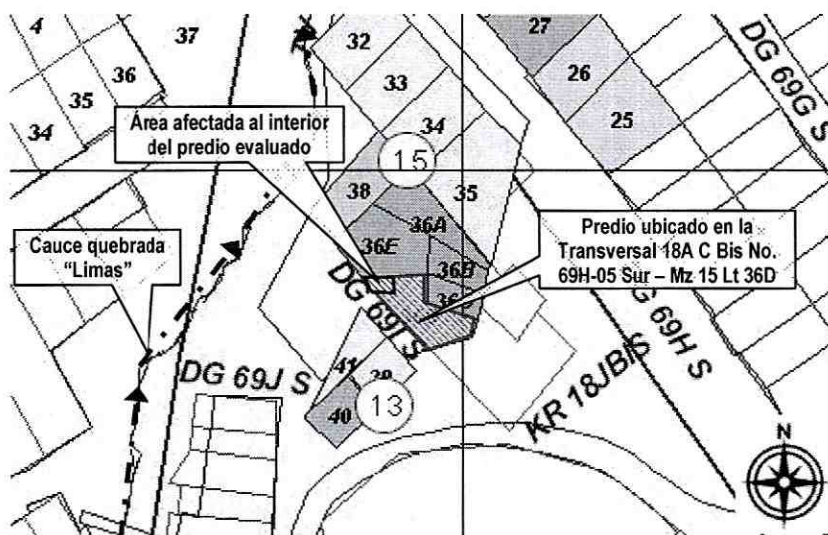 4
37
32
27
36
33
26
35
34
25
34
DG 69G S
Área afectada al interior
del predio evaluado
15
38
35
36A
Predio ubicado en la
Transversal 18A C Bis No.
69H-05 Sur – Mz 15 Lt 36D
Cauce quebrada
"Limas"
36E
36B
DG 69I S
DG 69H S
DG 69J S
41
40
13
KR 18JBIS
N